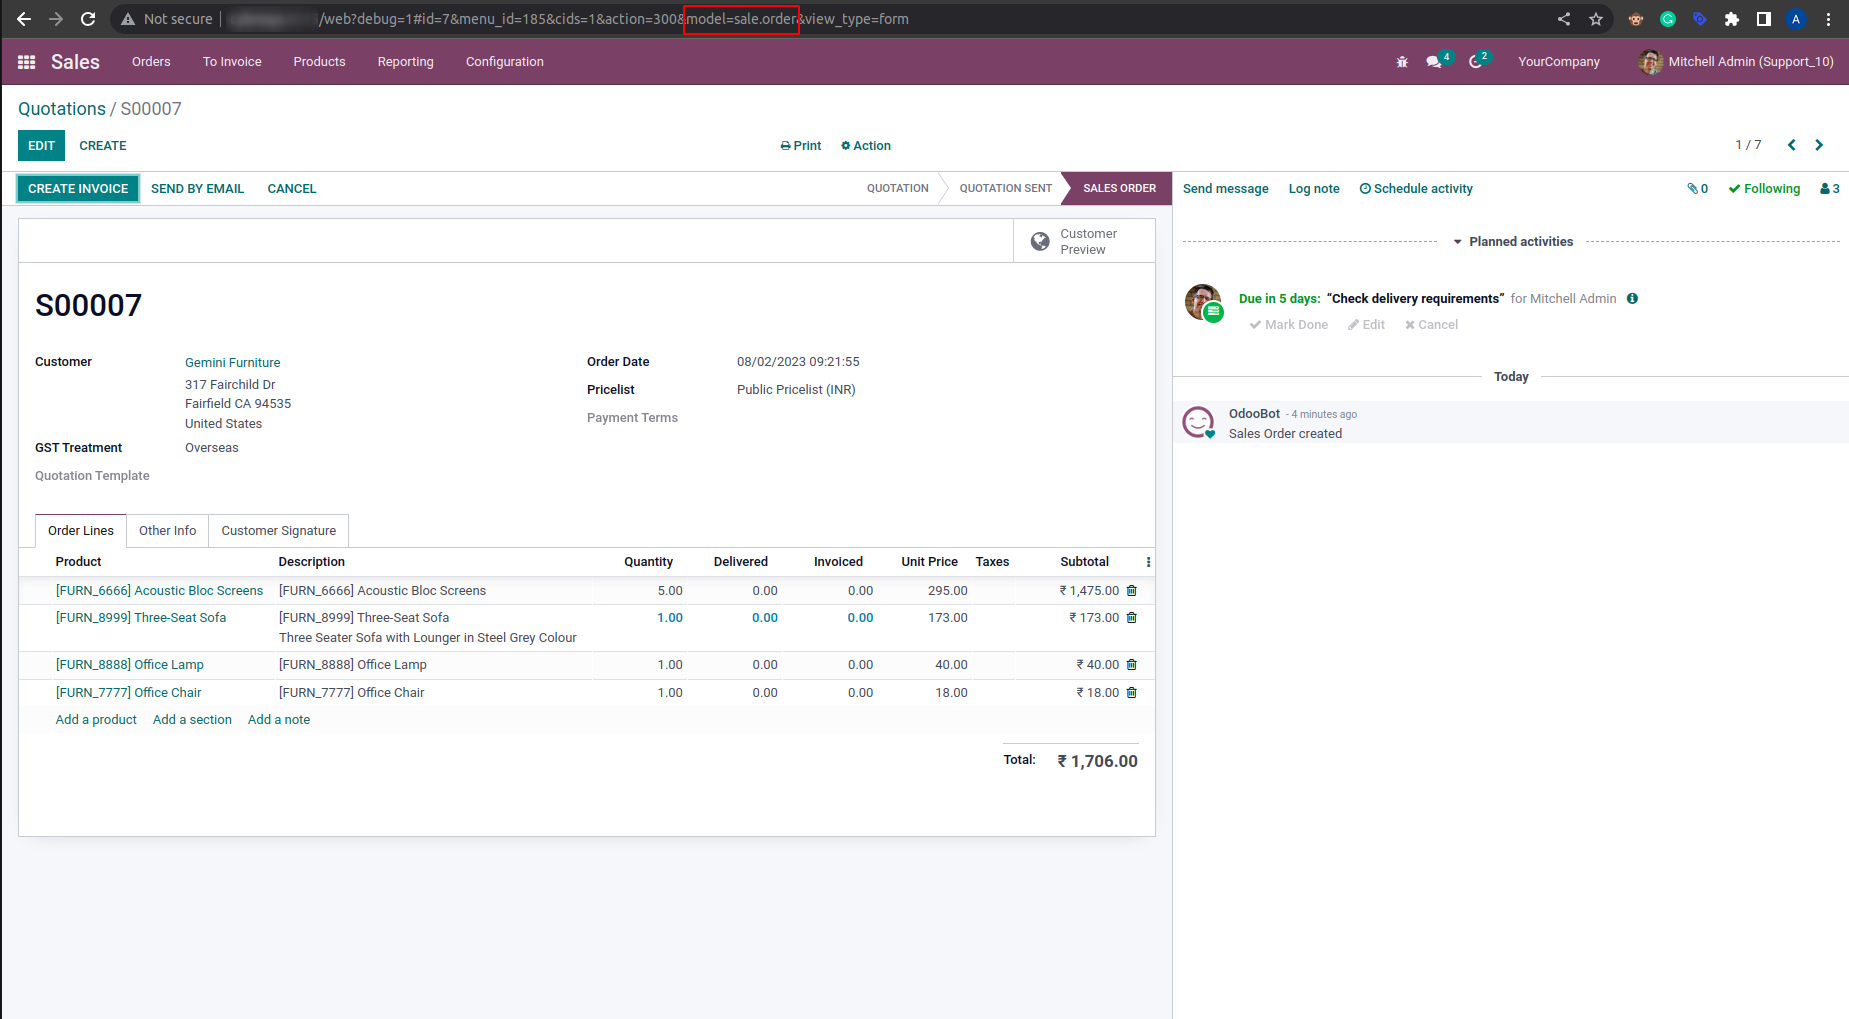 Not secure
/web?debug=1#id=7&menu_id=185&cids=1&action=300&model=sale.order&view_type=form
A
Sales Orders To Invoice Products Reporting Configuration 4 2 YourCompany Mitchell Admin (Support_10)
Quotations / S00007
EDIT CREATE Print Action 1 / 7
CREATE INVOICE SEND BY EMAIL CANCEL QUOTATION QUOTATION SENT SALES ORDER
Customer
Preview
S00007
Customer Gemini Furniture
317 Fairchild Dr
Fairfield CA 94535
United States
GST Treatment Overseas
Quotation Template
Order Date 08/02/2023 09:21:55
Pricelist Public Pricelist (INR)
Payment Terms
Order Lines Other Info Customer Signature
Product Description Quantity Delivered Invoiced Unit Price Taxes Subtotal
[FURN_6666] Acoustic Bloc Screens [FURN_6666] Acoustic Bloc Screens 5.00 0.00 0.00 295.00 ₹ 1,475.00
[FURN_8999] Three-Seat Sofa [FURN_8999] Three-Seat Sofa 1.00 0.00 0.00 173.00 ₹ 173.00
Three Seater Sofa with Lounger in Steel Grey Colour
[FURN_8888] Office Lamp [FURN_8888] Office Lamp 1.00 0.00 0.00 40.00 ₹ 40.00
[FURN_7777] Office Chair [FURN_7777] Office Chair 1.00 0.00 0.00 18.00 ₹ 18.00
Add a product Add a section Add a note
Total: ₹ 1,706.00
Send message Log note Schedule activity 0 Following 3
Planned activities
Due in 5 days: “Check delivery requirements” for Mitchell Admin
Mark Done Edit Cancel
Today
OdooBot - 4 minutes ago
Sales Order created